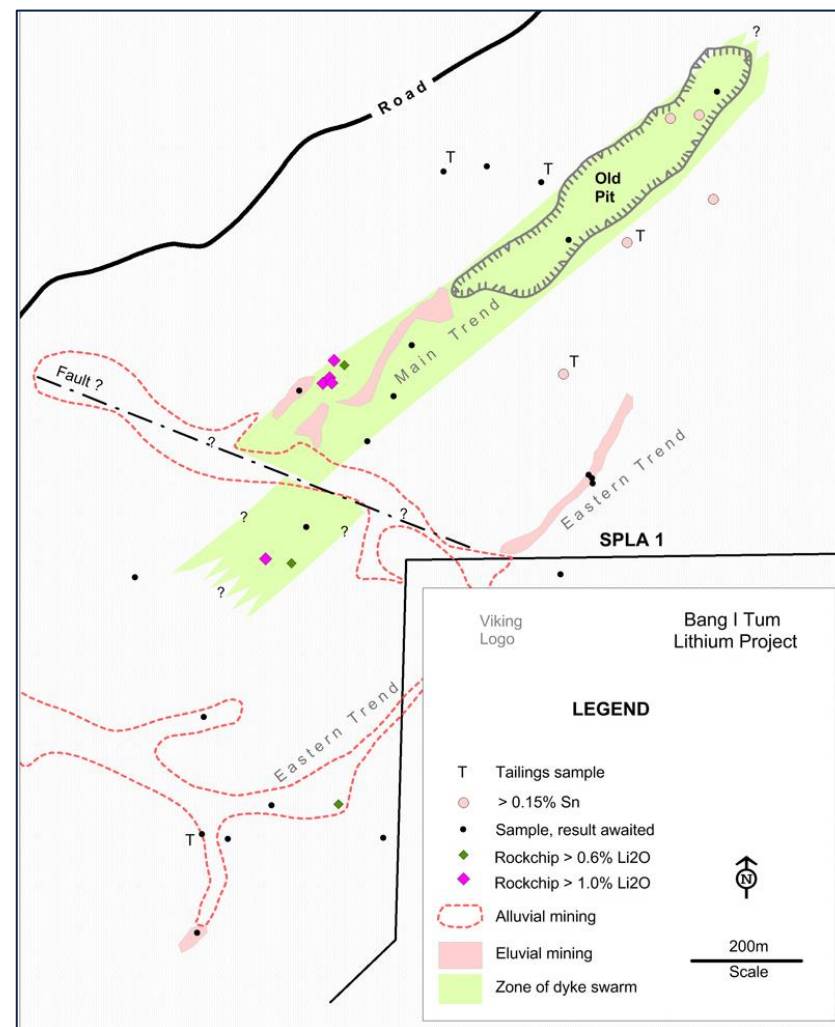 ?
Road
T
T
Old
Pit
T
Main Trend
T
Fault ?
?
?
Eastern Trend
?
?
SPLA 1
?
Viking
Logo
Bang I Tum
Lithium Project
LEGEND
Eastern Trend
T
T Tailings sample
> 0.15% Sn
Sample, result awaited
Rockchip > 0.6% Li2O
Rockchip > 1.0% Li2O
Alluvial mining
Eluvial mining
Zone of dyke swarm
N
200m
Scale